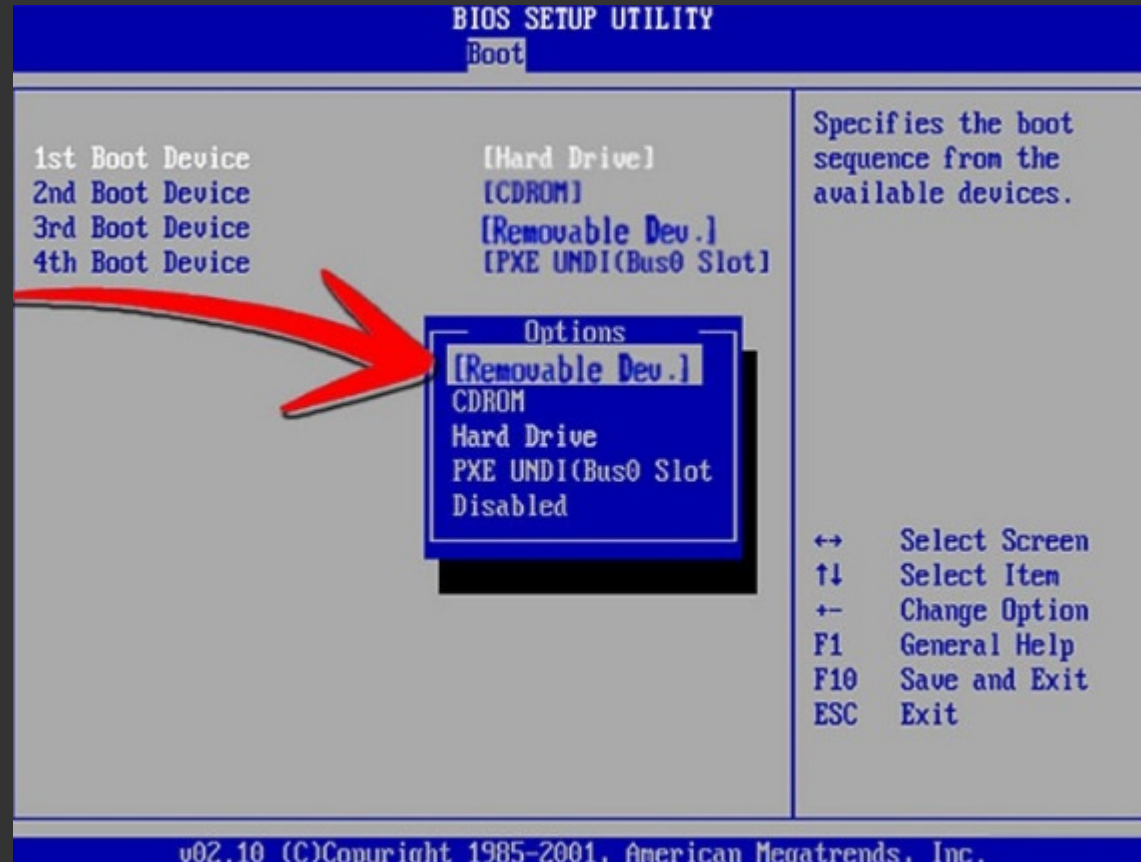 BIOS SETUP UTILITY
Boot
1st Boot Device [Hard Drive]
2nd Boot Device [CDROM]
3rd Boot Device [Removable Dev.]
4th Boot Device [PXE UNDI(Bus0 Slot]
Options
[Removable Dev.]
CDROM
Hard Drive
PXE UNDI(Bus0 Slot
Disabled
Specifies the boot
sequence from the
available devices.
↔ Select Screen
↑↓ Select Item
+- Change Option
F1 General Help
F10 Save and Exit
ESC Exit
v02.10 (C)Copyright 1985-2001, American Megatrends, Inc.